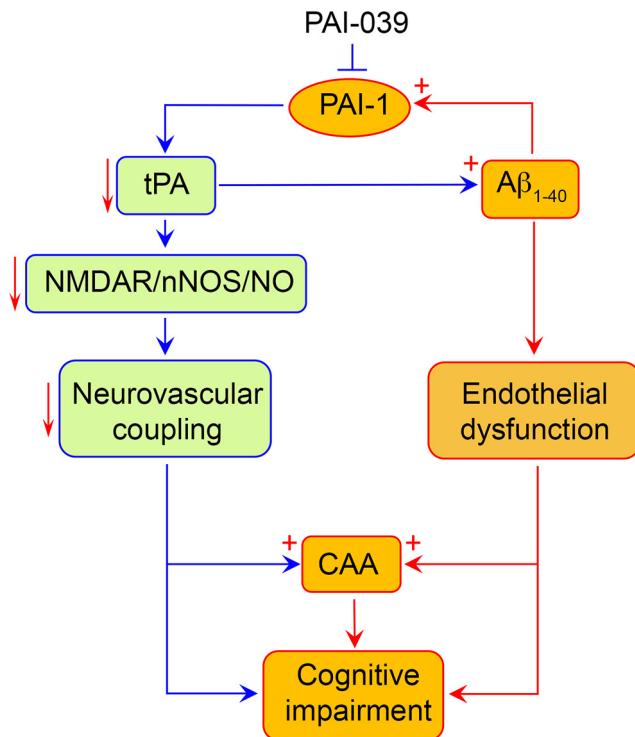 PAI-039
PAI-1
+
tPA
+
Aβ1-40
NMDAR/nNOS/NO
Neurovascular
coupling
Endothelial
dysfunction
+
CAA
+
Cognitive
impairment